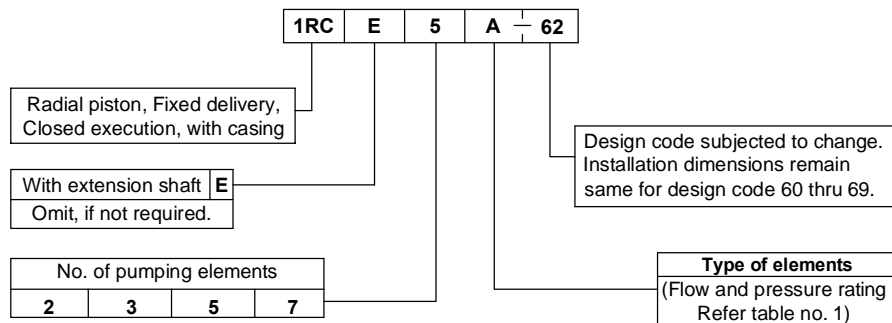 1RC E 5 A - 62
Radial piston, Fixed delivery,
Closed execution, with casing
With extension shaft E
Omit, if not required.
No. of pumping elements
2 3 5 7
Design code subjected to change.
Installation dimensions remain
same for design code 60 thru 69.
Type of elements
(Flow and pressure rating
Refer table no. 1)